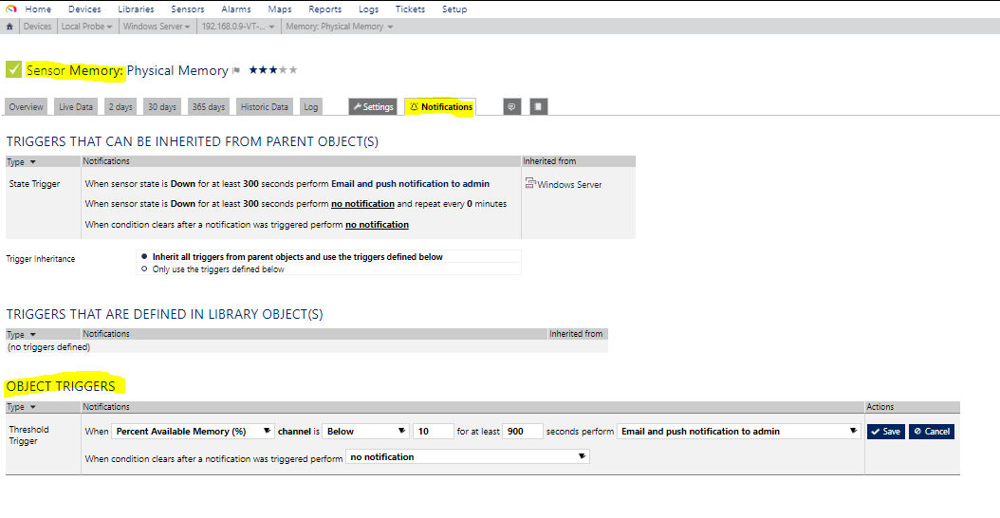 Home Devices Libraries Sensors Alarms Maps Reports Logs Tickets Setup
Devices Local Probe Windows Server 192.168.0.9-VT-... Memory: Physical Memory
Sensor Memory: Physical Memory
Overview Live Data 2 days 30 days 365 days Historic Data Log Settings Notifications
TRIGGERS THAT CAN BE INHERITED FROM PARENT OBJECT(S)
Type Notifications Inherited from
State Trigger When sensor state is Down for at least 300 seconds perform Email and push notification to admin Windows Server
When sensor state is Down for at least 300 seconds perform no notification and repeat every 0 minutes
When condition clears after a notification was triggered perform no notification
Trigger Inheritance Inherit all triggers from parent objects and use the triggers defined below
Only use the triggers defined below
TRIGGERS THAT ARE DEFINED IN LIBRARY OBJECT(S)
Type Notifications Inherited from
(no triggers defined)
OBJECT TRIGGERS
Type Notifications Actions
Threshold Trigger When Percent Available Memory (%) channel is Below 10 for at least 900 seconds perform Email and push notification to admin Save Cancel
When condition clears after a notification was triggered perform no notification